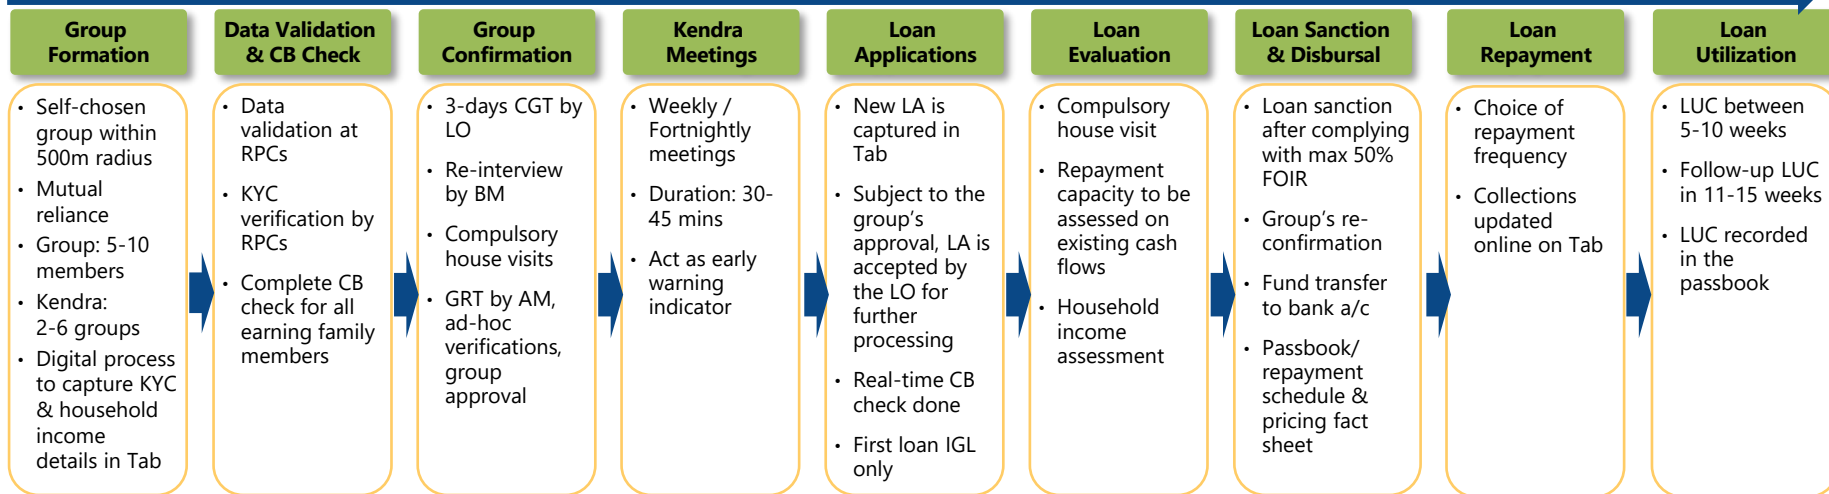 Group
Formation
• Self-chosen
group within
500m radius
• Mutual
reliance
• Group: 5-10
members
• Kendra:
2-6 groups
• Digital process
to capture KYC
& household
income
details in Tab
Data Validation
& CB Check
• Data
validation at
RPCs
• KYC
verification by
RPCs
• Complete CB
check for all
earning family
members
Group
Confirmation
• 3-days CGT by
LO
• Re-interview
by BM
• Compulsory
house visits
• GRT by AM,
ad-hoc
verifications,
group
approval
Kendra
Meetings
• Weekly /
Fortnightly
meetings
• Duration: 30-
45 mins
• Act as early
warning
indicator
Loan
Applications
• New LA is
captured in
Tab
• Subject to the
group's
approval, LA is
accepted by
the LO for
further
processing
• Real-time CB
check done
• First loan IGL
only
Loan
Evaluation
• Compulsory
house visit
• Repayment
capacity to be
assessed on
existing cash
flows
• Household
income
assessment
Loan Sanction
& Disbursal
• Loan sanction
after complying
with max 50%
FOIR
• Group's re-
confirmation
• Fund transfer
to bank a/c
• Passbook/
repayment
schedule &
pricing fact
sheet
Loan
Repayment
• Choice of
repayment
frequency
• Collections
updated
online on Tab
Loan
Utilization
• LUC between
5-10 weeks
• Follow-up LUC
in 11-15 weeks
• LUC recorded
in the
passbook